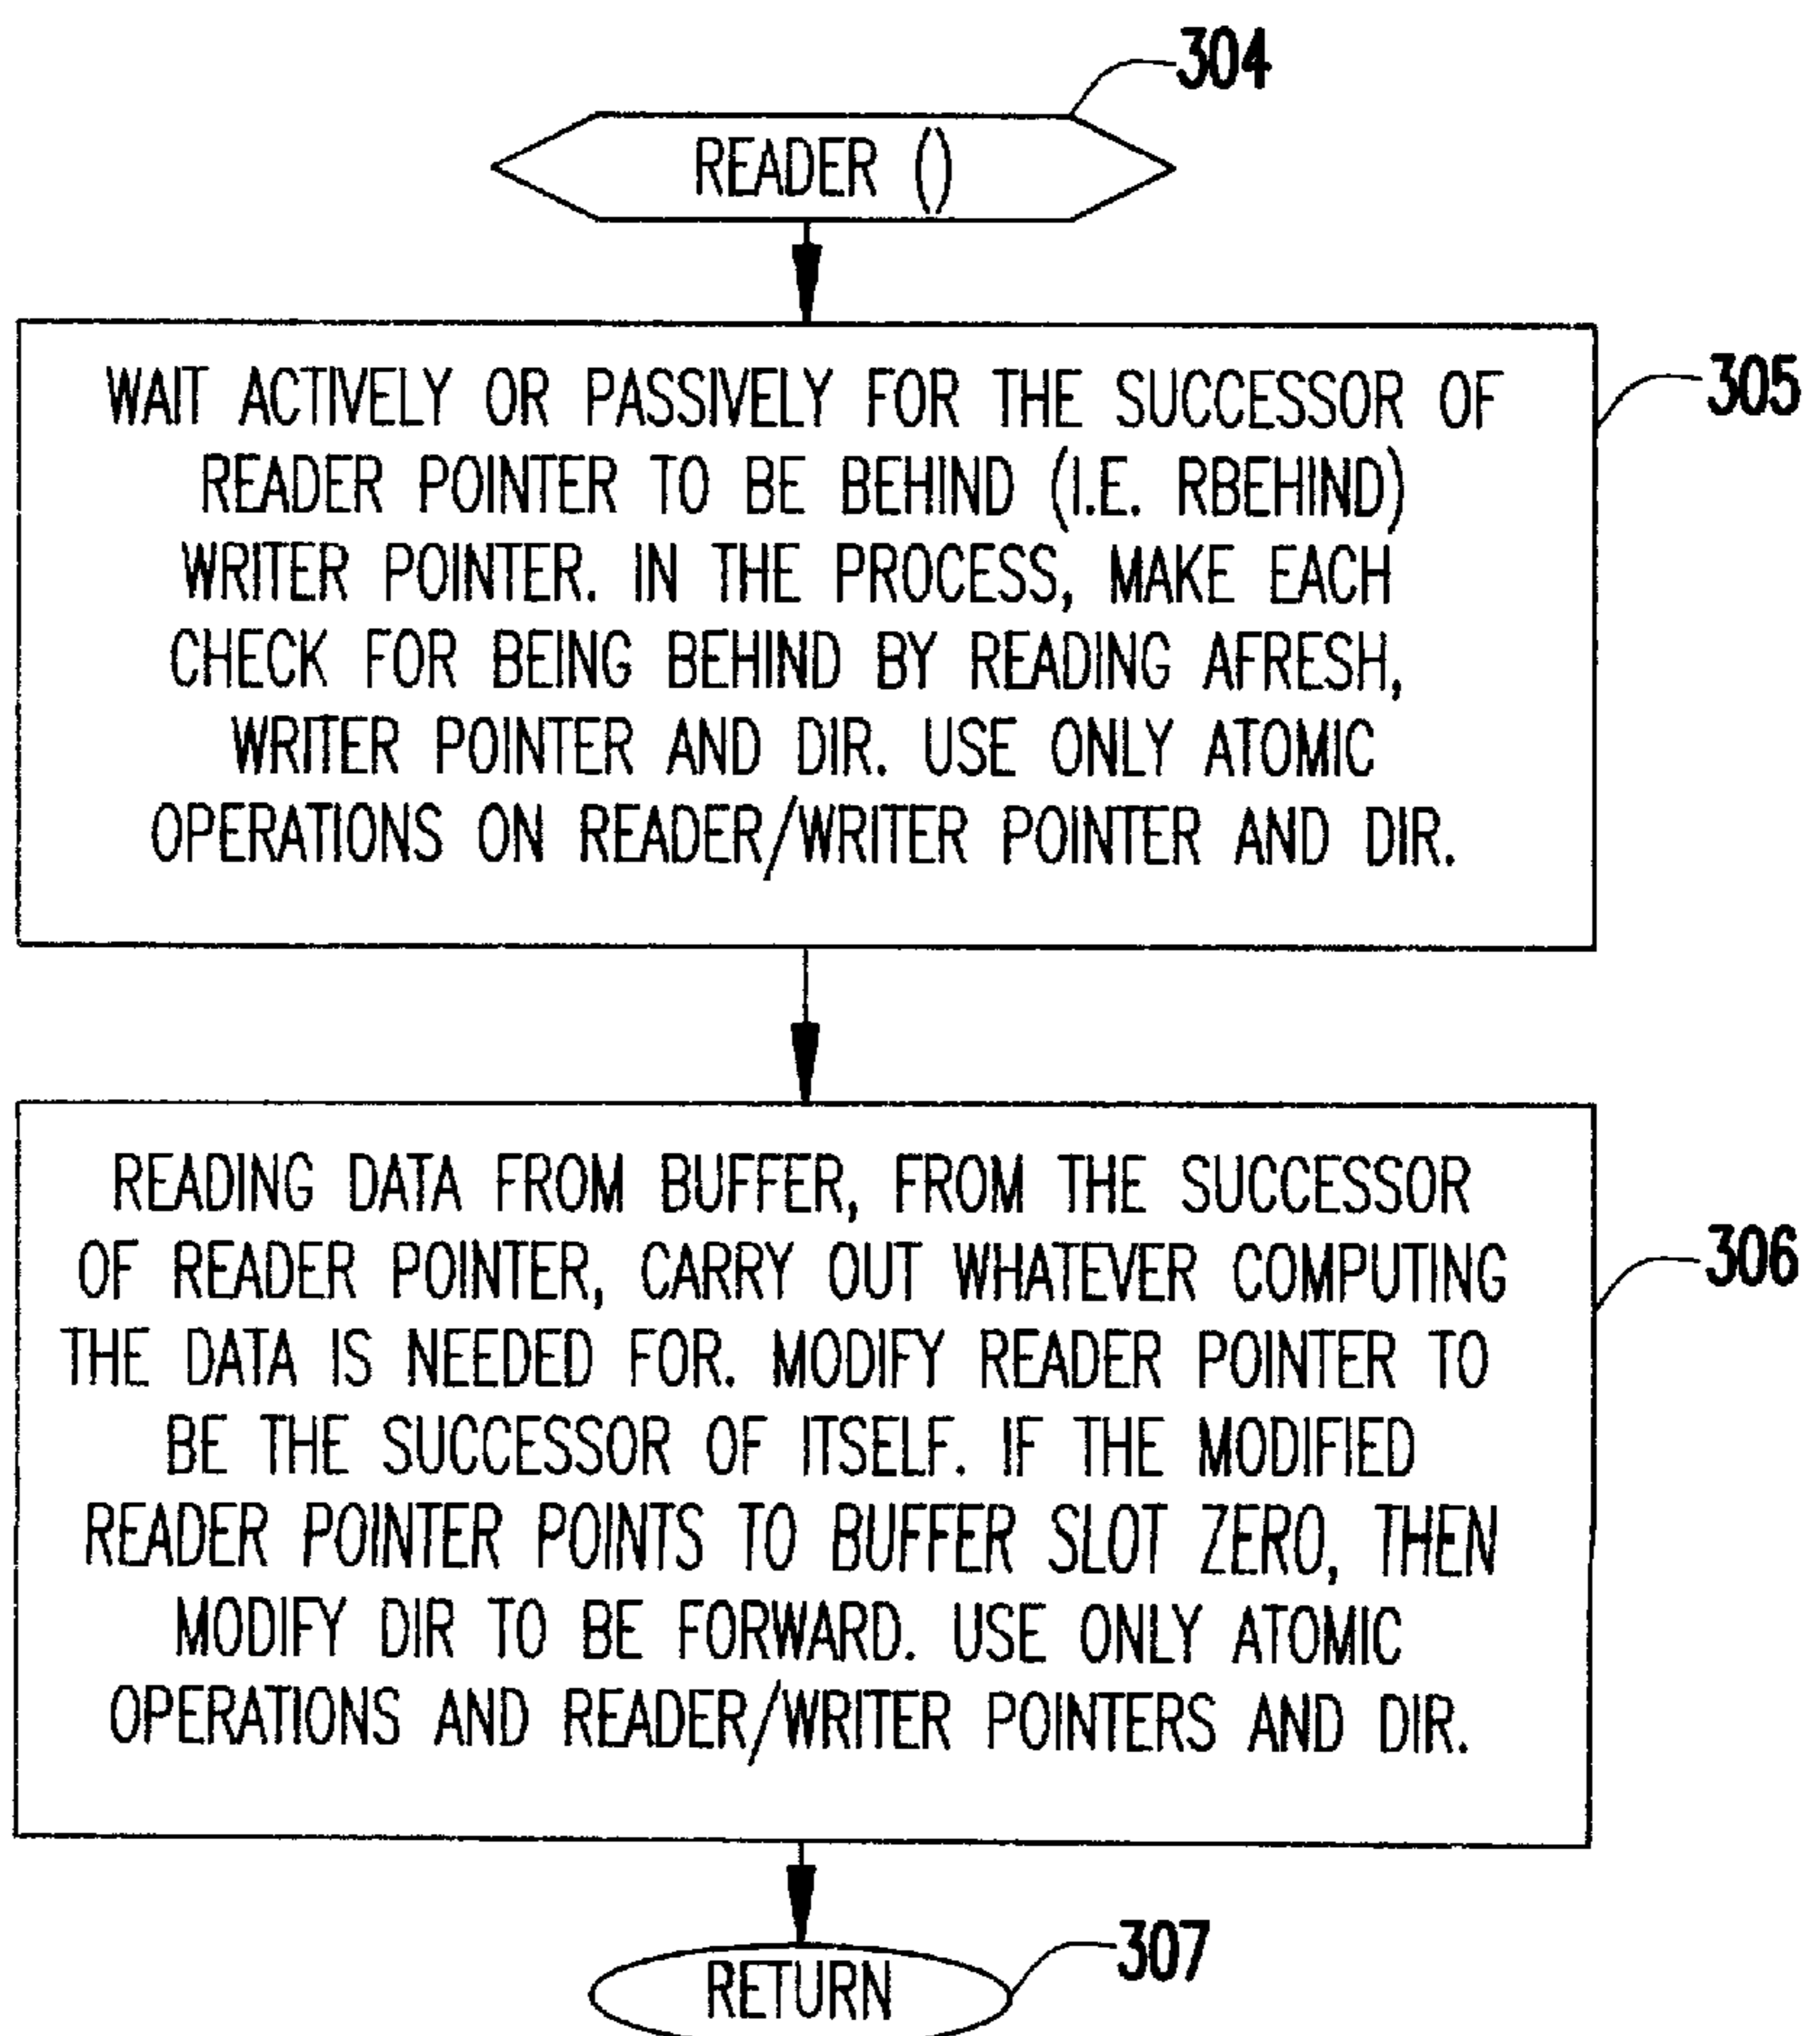 304
READER ()
305
WAIT ACTIVELY OR PASSIVELY FOR THE SUCCESSOR OF
READER POINTER TO BE BEHIND (I.E. RBEHIND)
WRITER POINTER. IN THE PROCESS, MAKE EACH
CHECK FOR BEING BEHIND BY READING AFRESH,
WRITER POINTER AND DIR. USE ONLY ATOMIC
OPERATIONS ON READER/WRITER POINTER AND DIR.
306
READING DATA FROM BUFFER, FROM THE SUCCESSOR
OF READER POINTER, CARRY OUT WHATEVER COMPUTING
THE DATA IS NEEDED FOR. MODIFY READER POINTER TO
BE THE SUCCESSOR OF ITSELF. IF THE MODIFIED
READER POINTER POINTS TO BUFFER SLOT ZERO, THEN
MODIFY DIR TO BE FORWARD. USE ONLY ATOMIC
OPERATIONS AND READER/WRITER POINTERS AND DIR.
307
RETURN